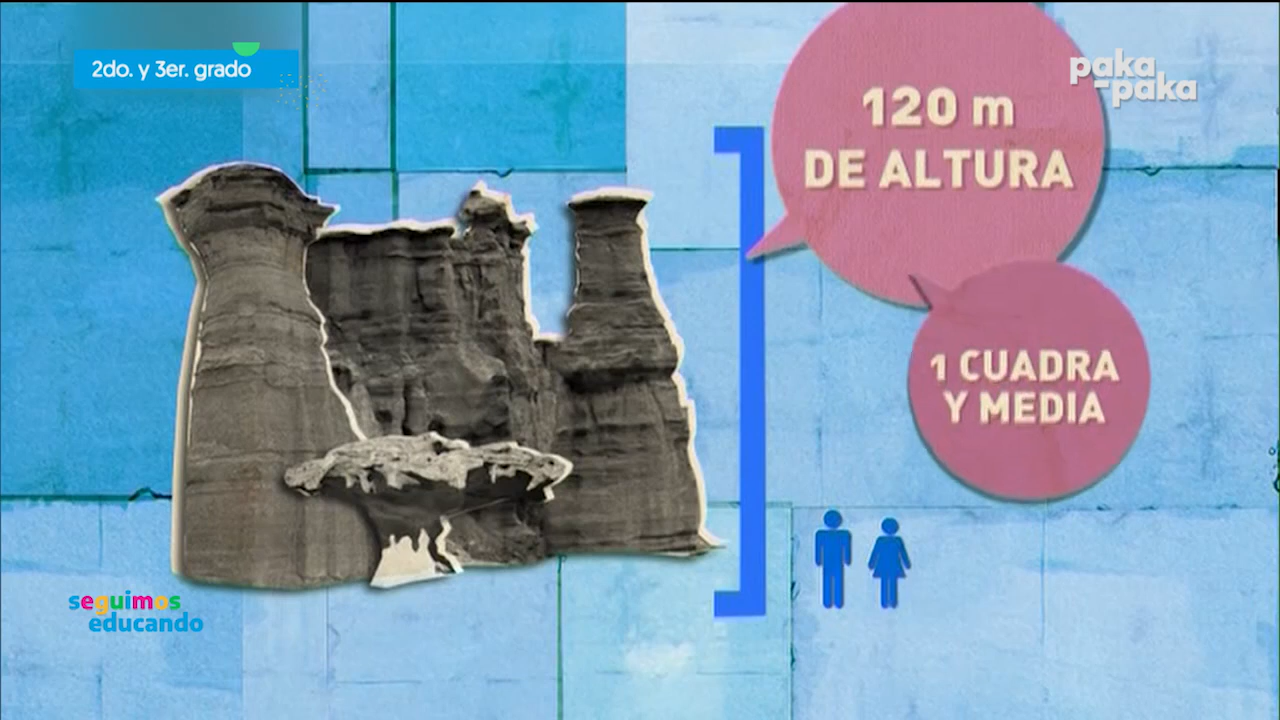 2do. y 3er. grado
paka
-paka
120 m
DE ALTURA
1 CUADRA
Y MEDIA
seguimos
educando